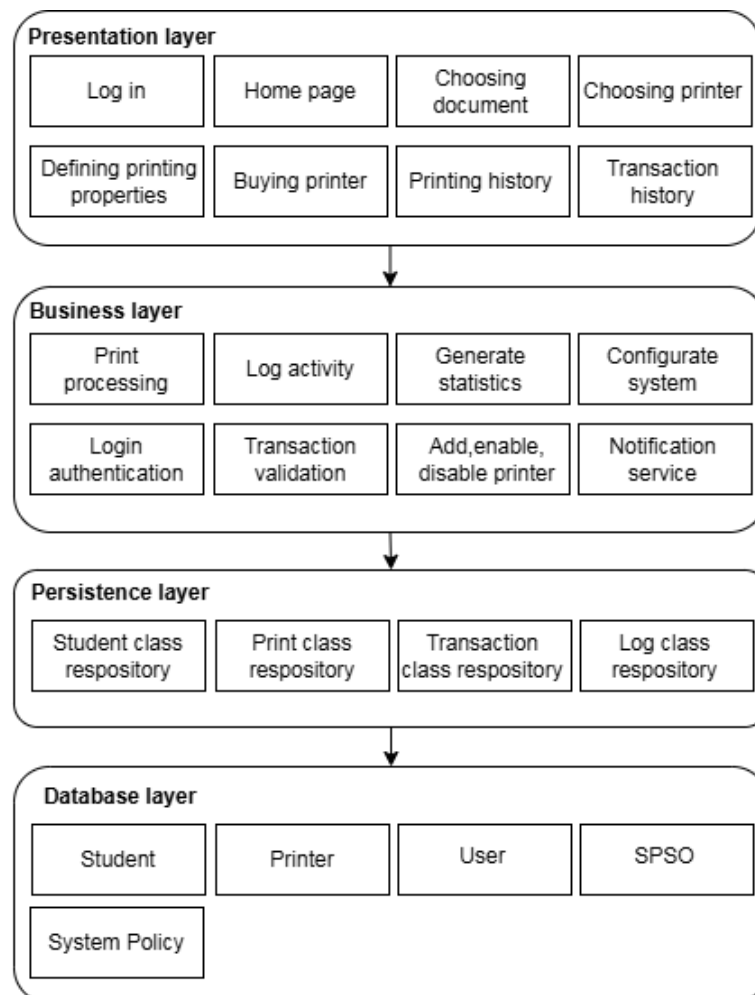 Presentation layer
Log in
Home page
Choosing
document
Choosing printer
Defining printing
properties
Buying printer
Printing history
Transaction
history
Business layer
Print
processing
Log activity
Generate
statistics
Configurate
system
Login
authentication
Transaction
validation
Add,enable,
disable printer
Notification
service
Persistence layer
Student class
respository
Print class
respository
Transaction
class respository
Log class
respository
Database layer
Student
Printer
User
SPSO
System Policy